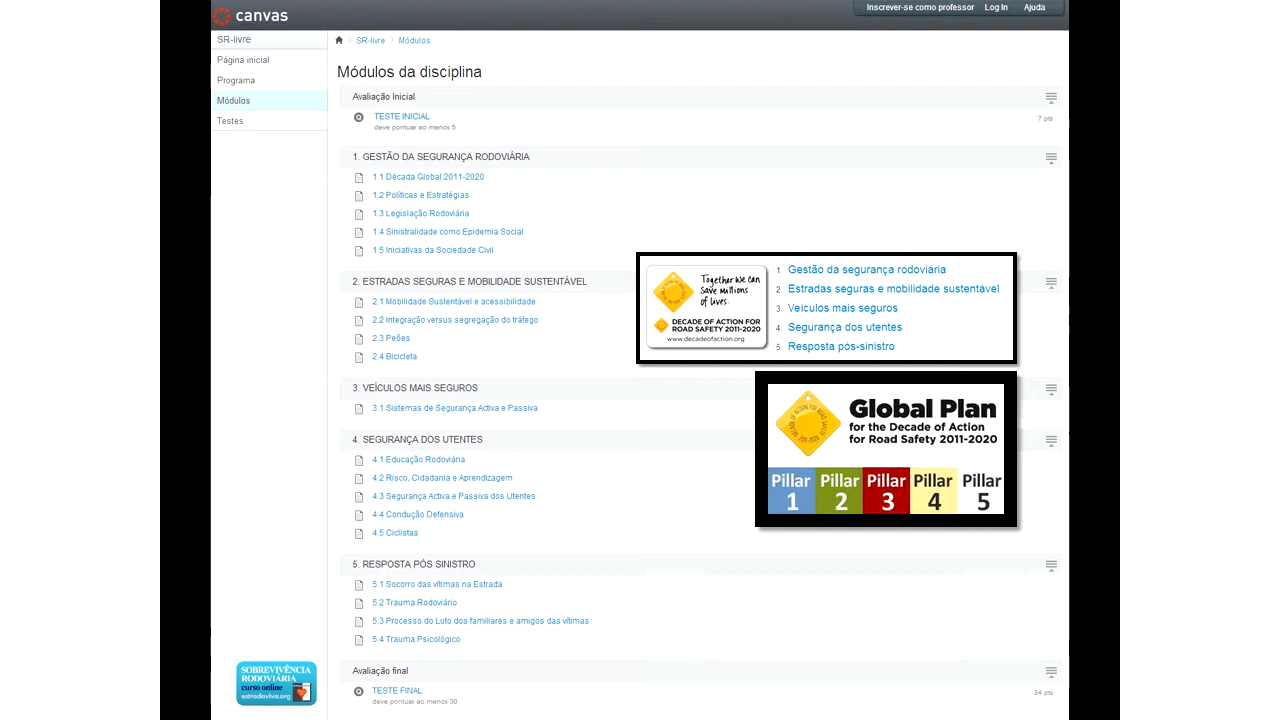 canvas
Inscrever-se como professor Log In Ajuda
SR-livre
Página inicial
Programa
Módulos
Testes
SR-livre Módulos
Módulos da disciplina
Avaliação Inicial
TESTE INICIAL
deve pontuar ao menos 5
7 pts
1. GESTÃO DA SEGURANÇA RODOVIÁRIA
1.1 Década Global 2011-2020
1.2 Políticas e Estratégias
1.3 Legislação Rodoviária
1.4 Sinistralidade como Epidemia Social
1.5 Iniciativas da Sociedade Civil
2. ESTRADAS SEGURAS E MOBILIDADE SUSTENTÁVEL
2.1 Mobilidade Sustentável e acessibilidade
2.2 Integração versus segregação do tráfego
2.3 Peões
2.4 Bicicleta
3. VEÍCULOS MAIS SEGUROS
3.1 Sistemas de Segurança Activa e Passiva
4. SEGURANÇA DOS UTENTES
4.1 Educação Rodoviária
4.2 Risco, Cidadania e Aprendizagem
4.3 Segurança Activa e Passiva dos Utentes
4.4 Condução Defensiva
4.5 Ciclistas
5. RESPOSTA PÓS SINISTRO
5.1 Socorro das vítimas na Estrada
5.2 Trauma Rodoviário
5.3 Processo do Luto dos familiares e amigos das vítimas
5.4 Trauma Psicológico
Avaliação final
TESTE FINAL
deve pontuar ao menos 30
34 pts
Together we can
save millions
of lives.
DECADE OF ACTION FOR
ROAD SAFETY 2011-2020
www.decadeofaction.org
1. Gestão da segurança rodoviária
2. Estradas seguras e mobilidade sustentável
3. Veículos mais seguros
4. Segurança dos utentes
5. Resposta pós-sinistro
DECADE OF ACTION FOR ROAD SAFETY 2011-2020
Global Plan
for the Decade of Action
for Road Safety 2011-2020
Pillar 1
Pillar 2
Pillar 3
Pillar 4
Pillar 5
SOBREVIVÊNCIA
RODOVIÁRIA
curso online
estradaviva.org